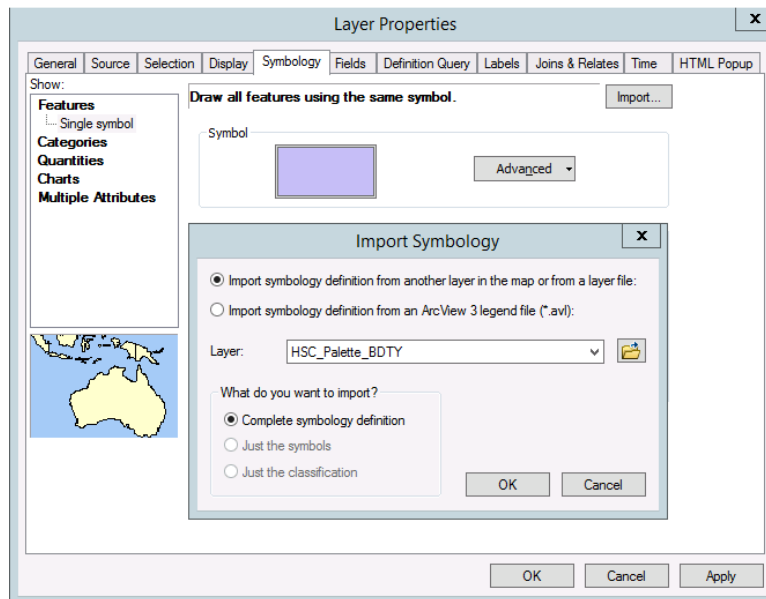 Layer Properties
x
General Source Selection Display Symbology Fields Definition Query Labels Joins & Relates Time HTML Popup
Show:
Features
Single symbol
Categories
Quantities
Charts
Multiple Attributes
Draw all features using the same symbol.
Import...
Symbol
Advanced
Import Symbology
x
Import symbology definition from another layer in the map or from a layer file:
Import symbology definition from an ArcView 3 legend file (*.avl):
Layer:
HSC_Palette_BDTY
What do you want to import?
Complete symbology definition
Just the symbols
Just the classification
OK Cancel
OK Cancel Apply